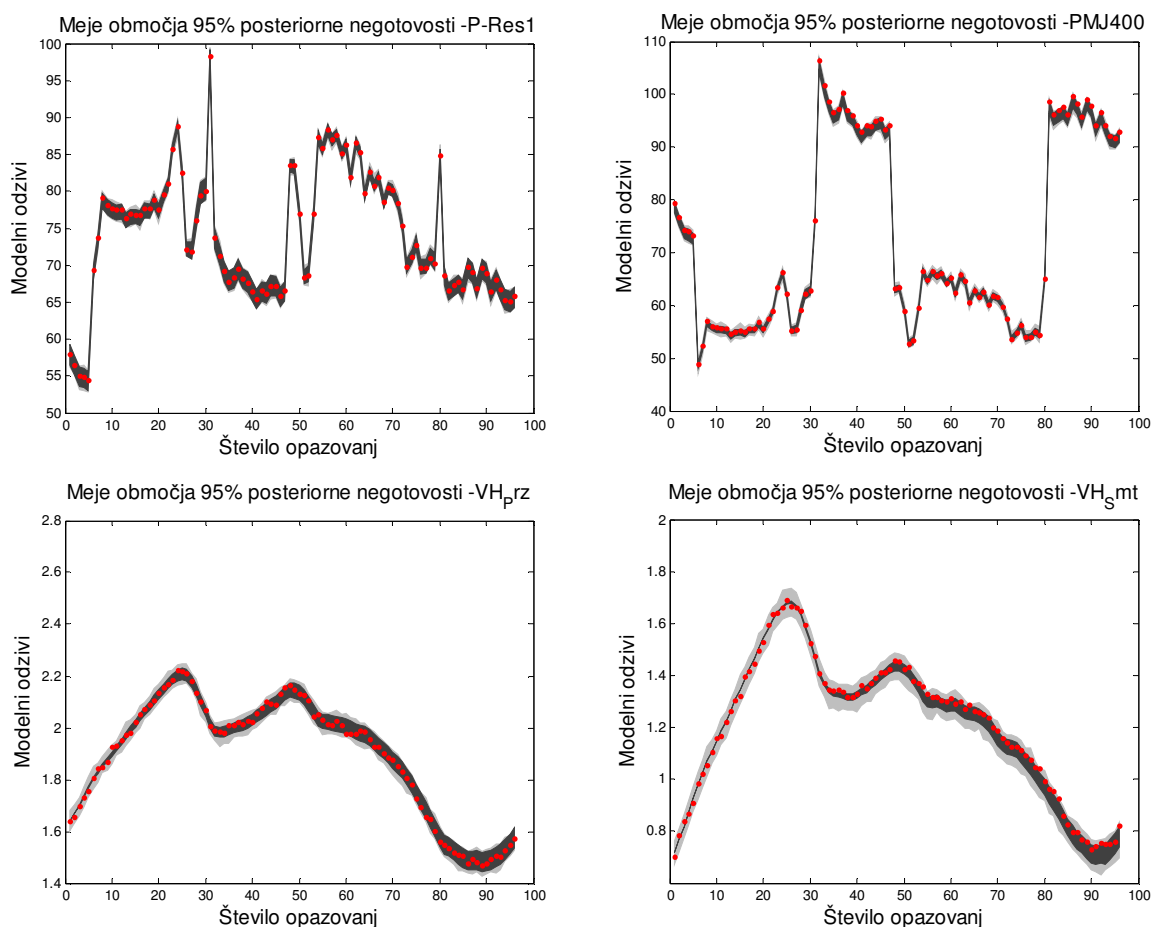 Meje območja 95% posteriorne negotovosti -P-Res1
Modelni odzivi
100
95
90
85
80
75
70
65
60
55
50
0 10 20 30 40 50 60 70 80 90 100
Število opazovanj
Meje območja 95% posteriorne negotovosti -PMJ400
Modelni odzivi
110
100
90
80
70
60
50
40
0 10 20 30 40 50 60 70 80 90 100
Število opazovanj
Meje območja 95% posteriorne negotovosti -VHPrz
Modelni odzivi
2.8
2.6
2.4
2.2
2
1.8
1.6
1.4
0 10 20 30 40 50 60 70 80 90 100
Število opazovanj
Meje območja 95% posteriorne negotovosti -VHSmt
Modelni odzivi
2
1.8
1.6
1.4
1.2
1
0.8
0 10 20 30 40 50 60 70 80 90 100
Število opazovanj